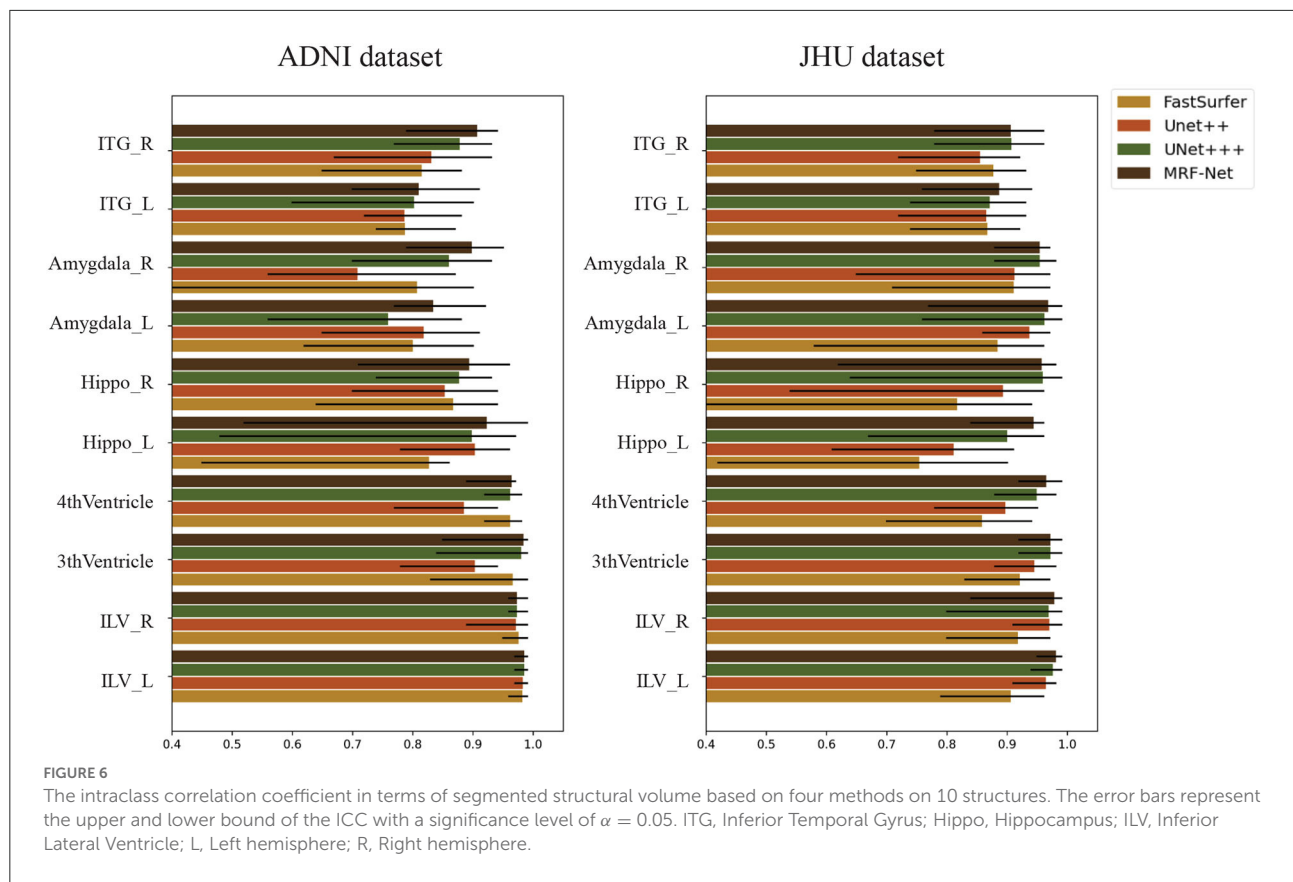 ADNI dataset
JHU dataset
FastSurfer
Unet++
UNet+++
MRF-Net
ITG_R
ITG_L
Amygdala_R
Amygdala_L
Hippo_R
Hippo_L
4thVentricle
3thVentricle
ILV_R
ILV_L
0.4 0.5 0.6 0.7 0.8 0.9 1.0
ITG_R
ITG_L
Amygdala_R
Amygdala_L
Hippo_R
Hippo_L
4thVentricle
3thVentricle
ILV_R
ILV_L
0.4 0.5 0.6 0.7 0.8 0.9 1.0
FIGURE 6
The intraclass correlation coefficient in terms of segmented structural volume based on four methods on 10 structures. The error bars represent
the upper and lower bound of the ICC with a significance level of α = 0.05. ITG, Inferior Temporal Gyrus; Hippo, Hippocampus; ILV, Inferior
Lateral Ventricle; L, Left hemisphere; R, Right hemisphere.